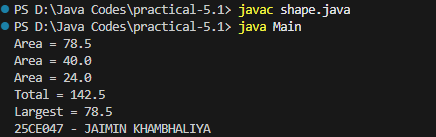 PS D:\Java Codes\practical-5.1> javac shape.java
PS D:\Java Codes\practical-5.1> java Main
Area = 78.5
Area = 40.0
Area = 24.0
Total = 142.5
Largest = 78.5
25CE047 - JAIMIN KHAMBHALIYA